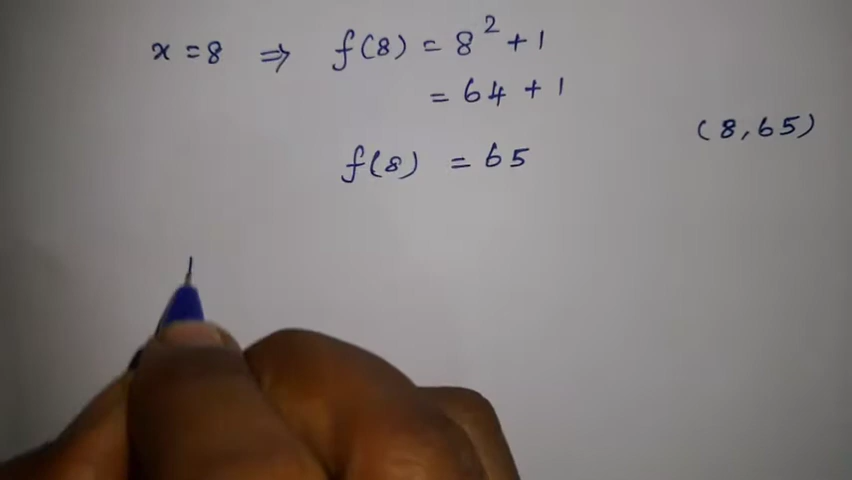 x = 8 ⇒ f(8) = 8² + 1
= 64 + 1
(8, 65)
f(8) = 65